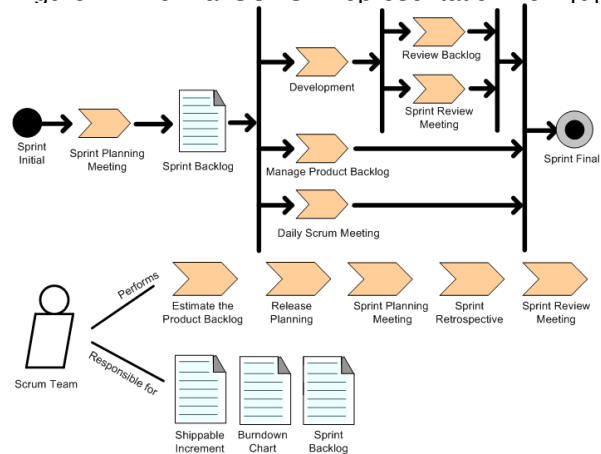 Review Backlog
Development
Sprint Review
Meeting
Sprint
Initial
Sprint Planning
Meeting
Sprint Backlog
Manage Product Backlog
Sprint Final
Daily Scrum Meeting
Performs
Estimate the
Product Backlog
Release
Planning
Sprint Planning
Meeting
Sprint
Retrospective
Sprint Review
Meeting
Scrum Team
Responsible for
Shippable
Increment
Burndown
Chart
Sprint
Backlog